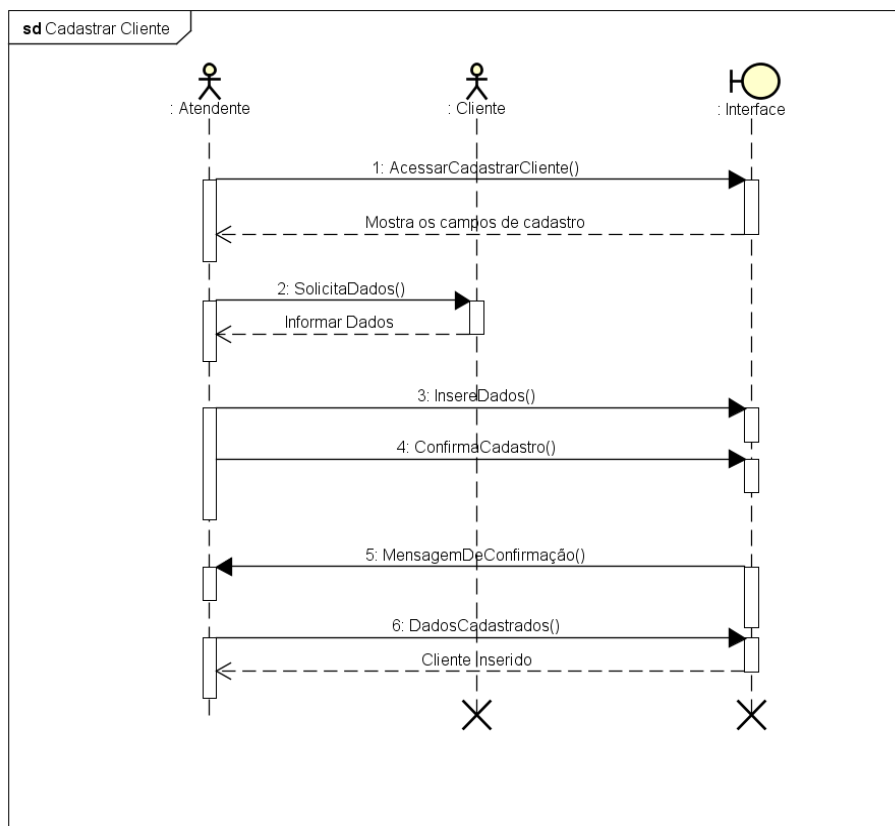 sd Cadastrar Cliente
: Atendente
: Cliente
: Interface
1: AcessarCadastrarCliente()
Mostra os campos de cadastro
2: SolicitaDados()
Informar Dados
3: InsereDados()
4: ConfirmaCadastro()
5: MensagemDeConfirmação()
6: DadosCadastrados()
Cliente Inserido